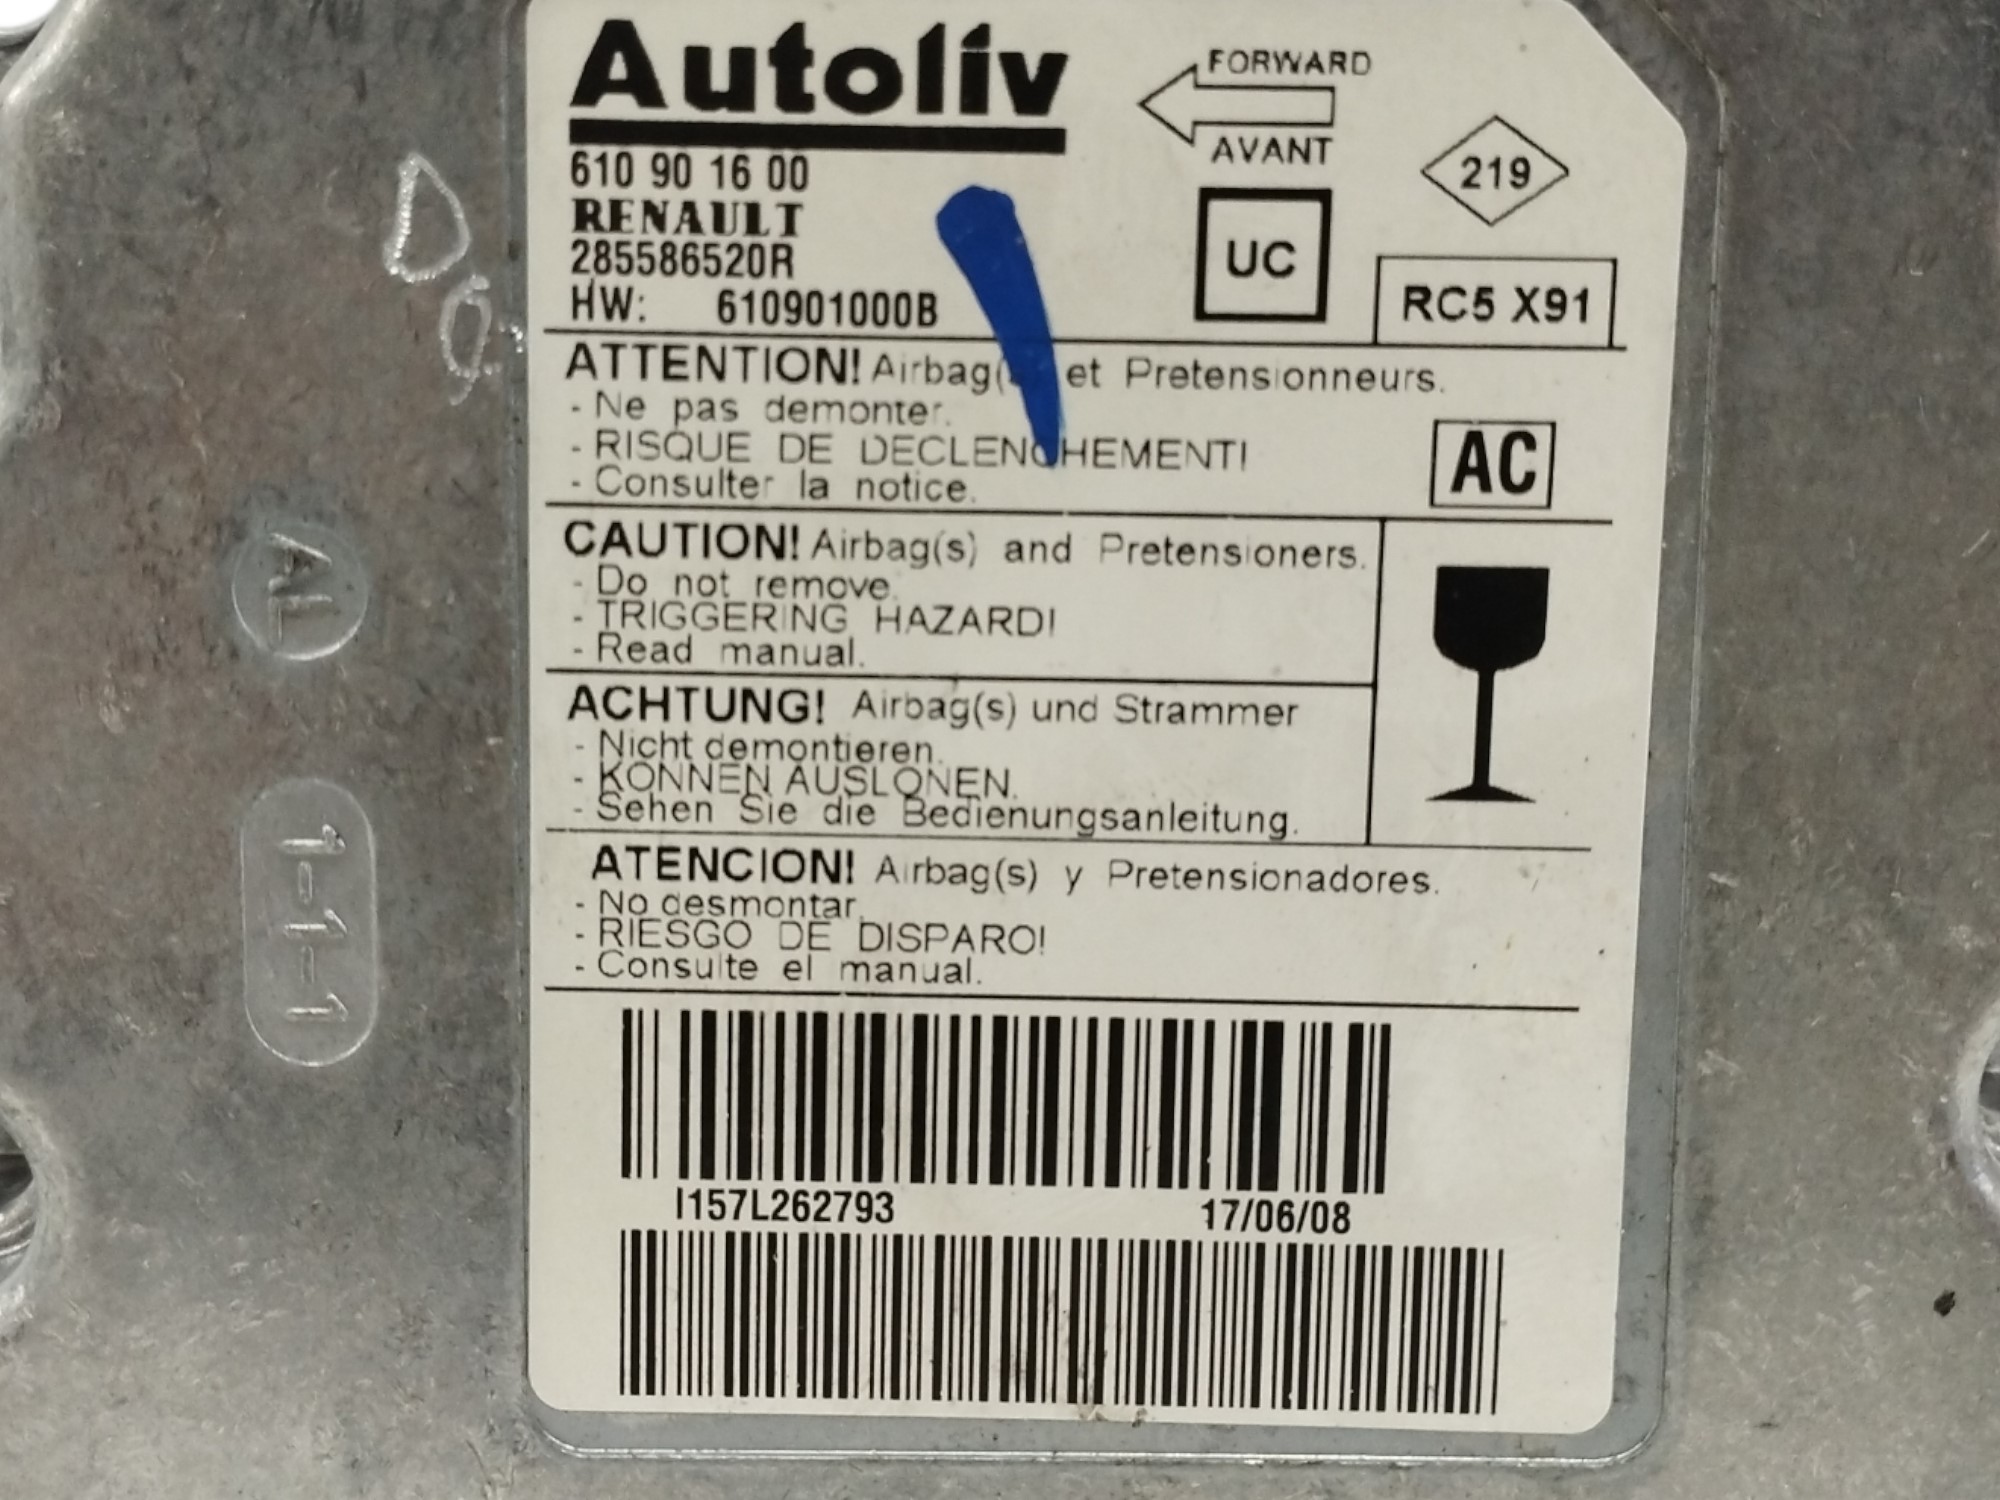 Autoliv
FORWARD
AVANT
610 90 16 00
RENAULT
285586520R
HW: 610901000B
UC
219
RC5 X91
ATTENTION! Airbag( et Pretensionneurs.
- Ne pas demonter.
- RISQUE DE DECLENCHEMENT!
- Consulter la notice.
AC
CAUTION! Airbag(s) and Pretensioners.
- Do not remove.
- TRIGGERING HAZARD!
- Read manual.
ACHTUNG! Airbag(s) und Strammer
- Nicht demontieren.
- KONNEN AUSLONEN.
- Sehen Sie die Bedienungsanleitung.
ATENCION! Airbag(s) y Pretensionadores.
- No desmontar.
- RIESGO DE DISPARO!
- Consulte el manual.
I157L262793 17/06/08
AL
1-1-1